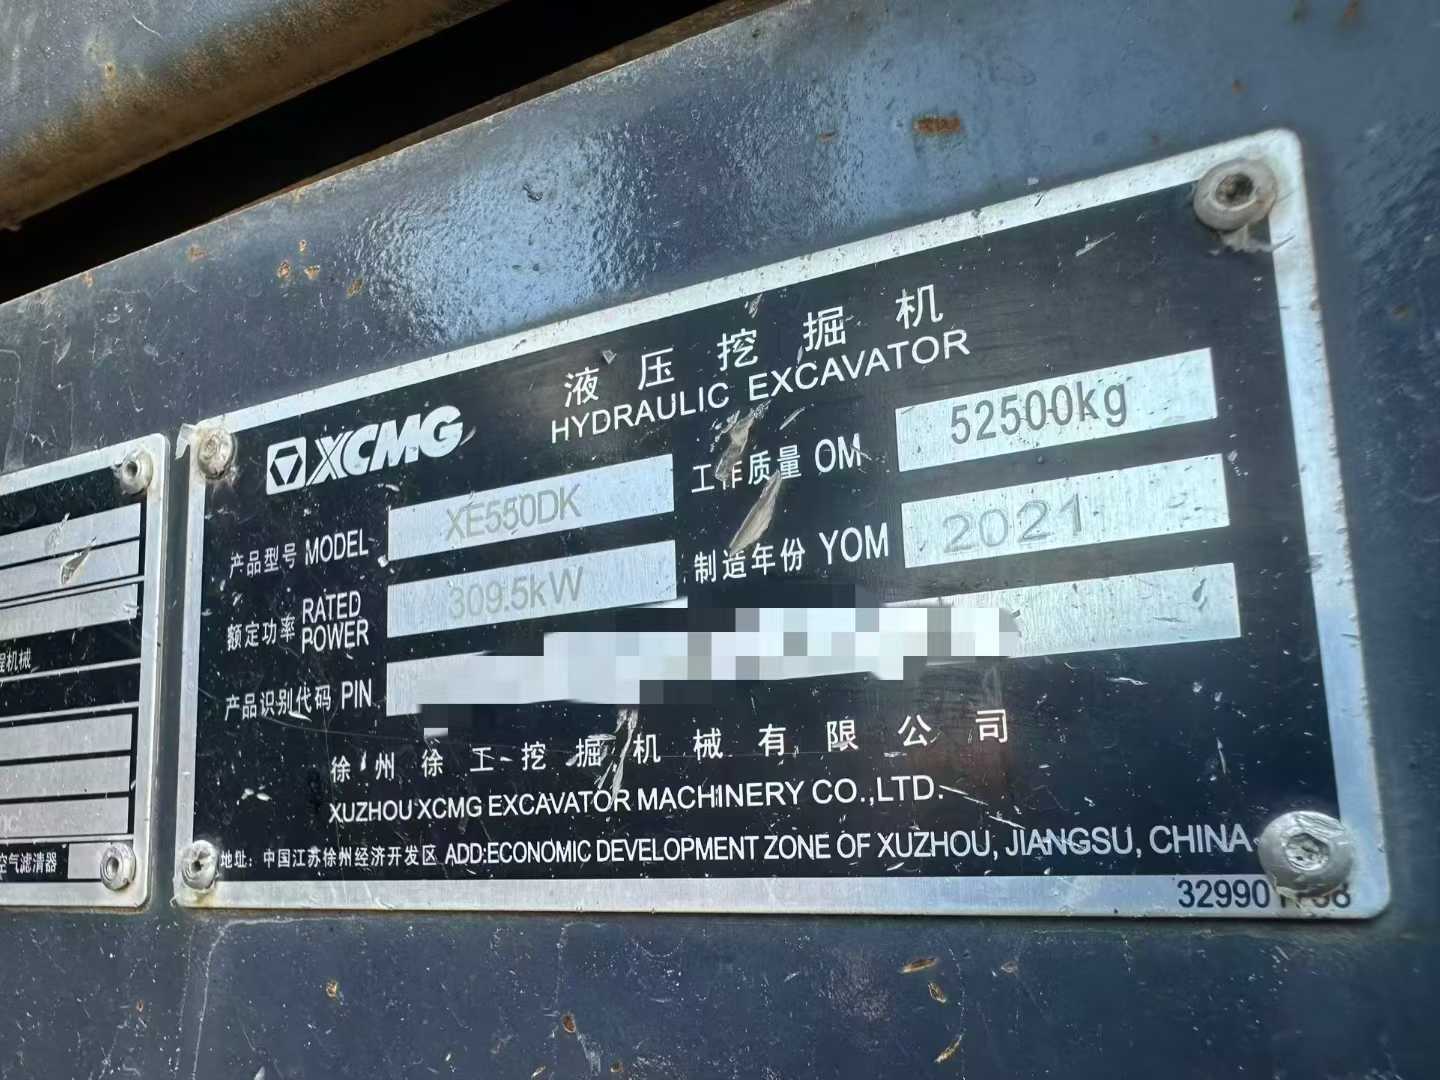 液压挖掘机
HYDRAULIC EXCAVATOR
XCMG
产品型号 MODEL XE550DK
工作质量 OM 52500kg
额定功率 RATED POWER 309.5kW
制造年份 YOM 2021
产品识别代码 PIN
徐州徐工挖掘机械有限公司
XUZHOU XCMG EXCAVATOR MACHINERY CO.,LTD.
地址: 中国江苏徐州经济开发区 ADD:ECONOMIC DEVELOPMENT ZONE OF XUZHOU, JIANGSU, CHINA
程机械
空气滤清器